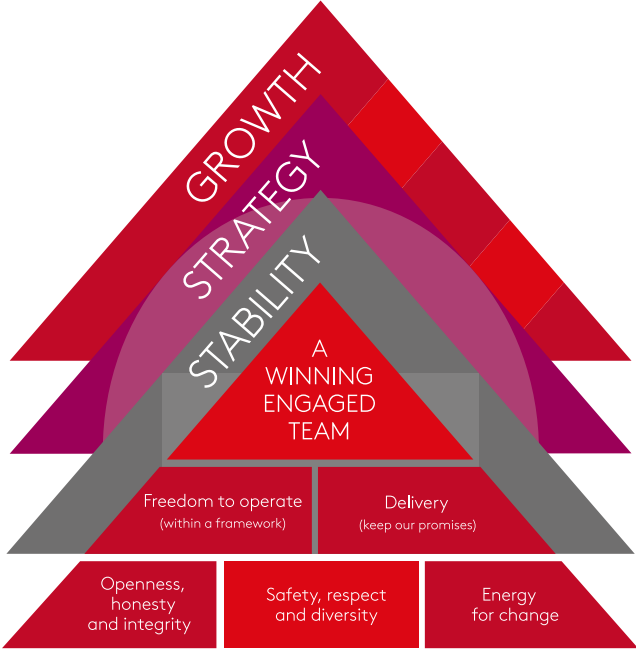 GROWTH
STRATEGY
STABILITY
A
WINNING
ENGAGED
TEAM
Freedom to operate
(within a framework)
Delivery
(keep our promises)
Openness,
honesty
and integrity
Safety, respect
and diversity
Energy
for change